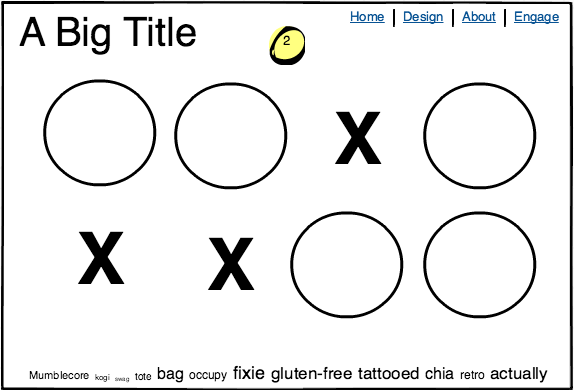 A Big Title
2
Home | Design | About | Engage
X
X X
Mumblecore kogi swag tote bag occupy fixie gluten-free tattooed chia retro actually